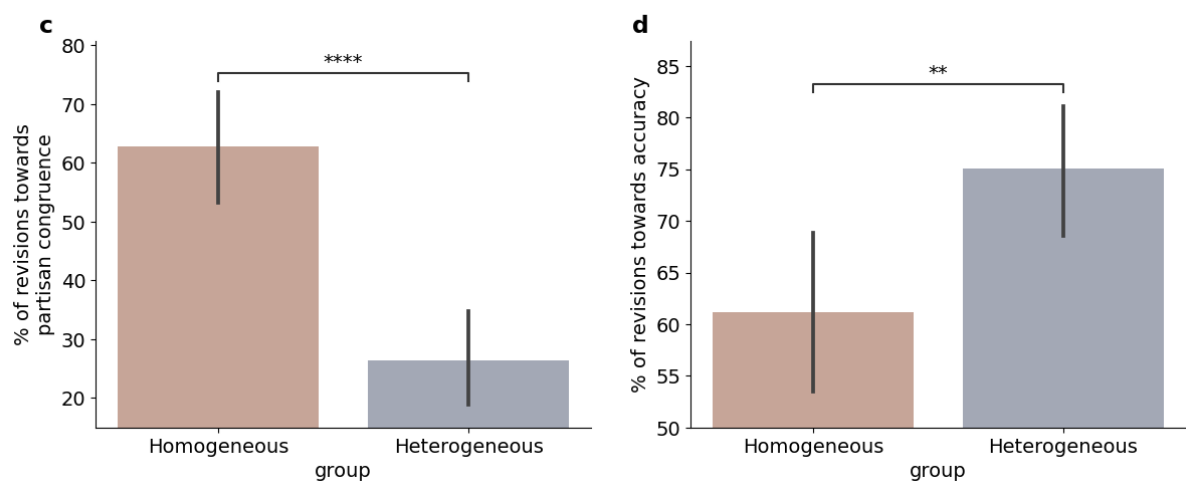 c
80
70
60
50
40
30
20
% of revisions towards
partisan congruence
****
Homogeneous
Heterogeneous
group
d
85
80
75
70
65
60
55
50
% of revisions towards accuracy
**
Homogeneous
Heterogeneous
group